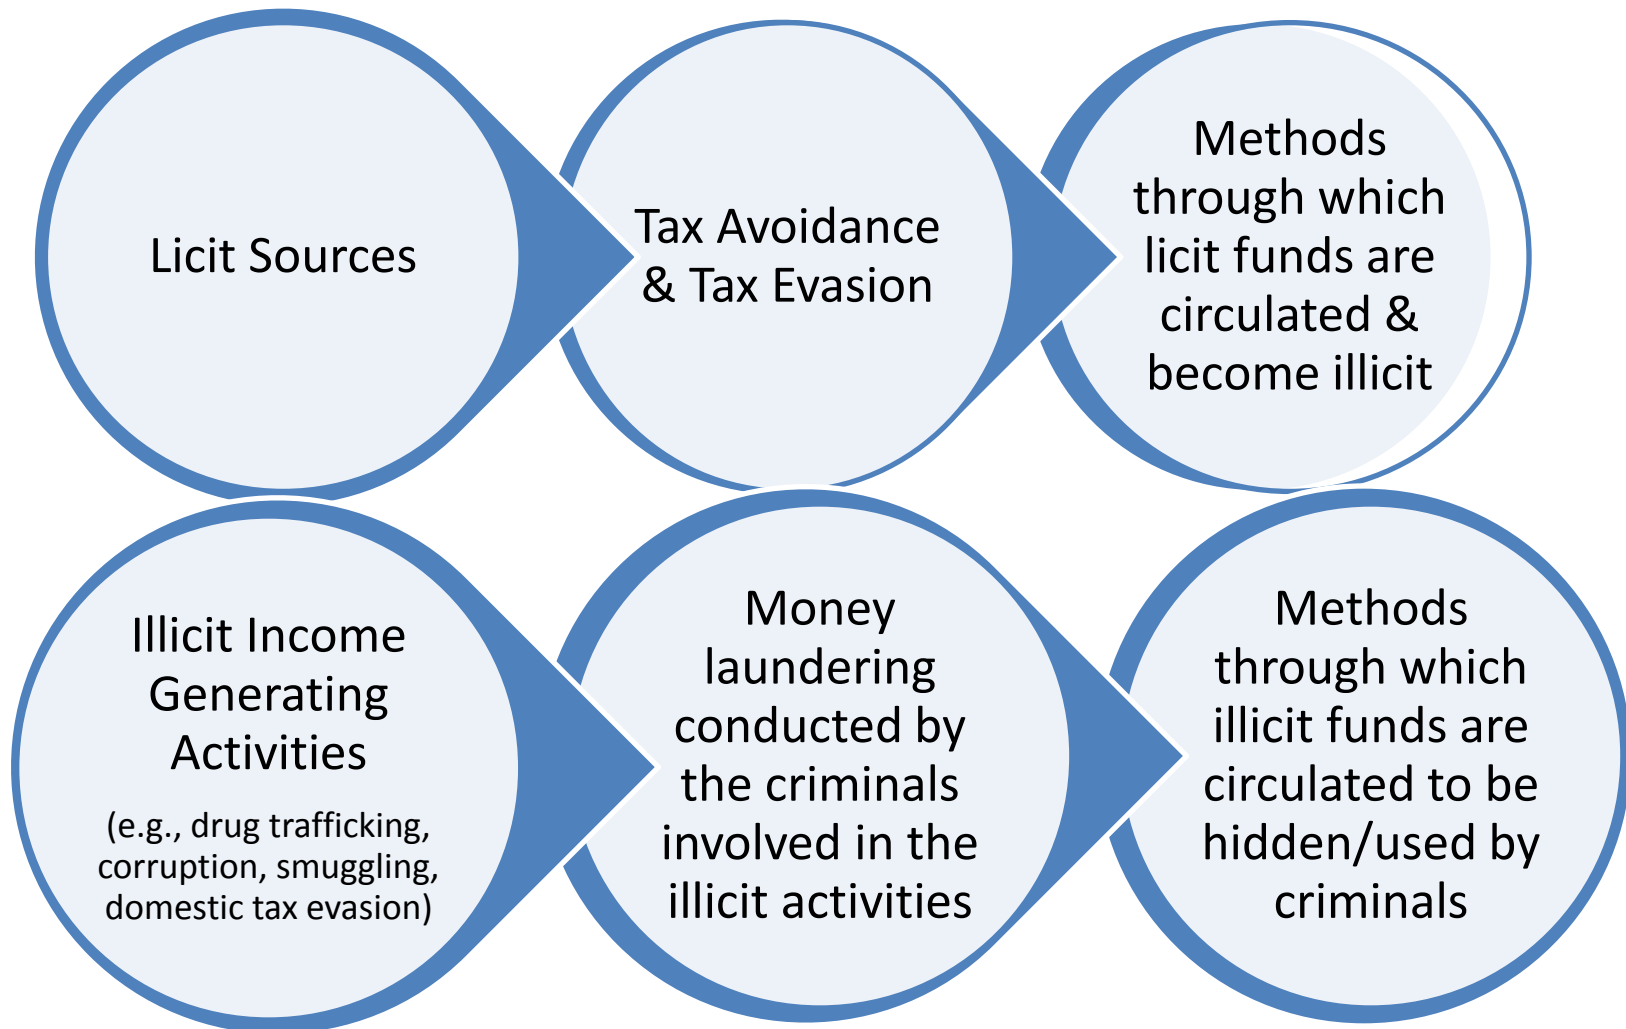 Licit Sources
Tax Avoidance
& Tax Evasion
Methods
through which
licit funds are
circulated &
become illicit
Illicit Income
Generating
Activities
(e.g., drug trafficking,
corruption, smuggling,
domestic tax evasion)
Money
laundering
conducted by
the criminals
involved in the
illicit activities
Methods
through which
illicit funds are
circulated to be
hidden/used by
criminals